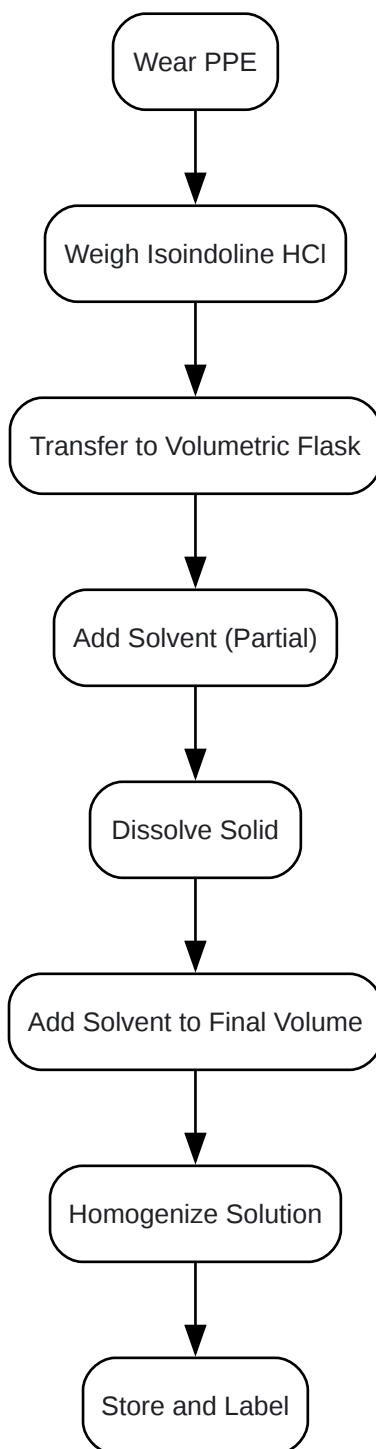 Wear PPE
Weigh Isoindoline HCl
Transfer to Volumetric Flask
Add Solvent (Partial)
Dissolve Solid
Add Solvent to Final Volume
Homogenize Solution
Store and Label